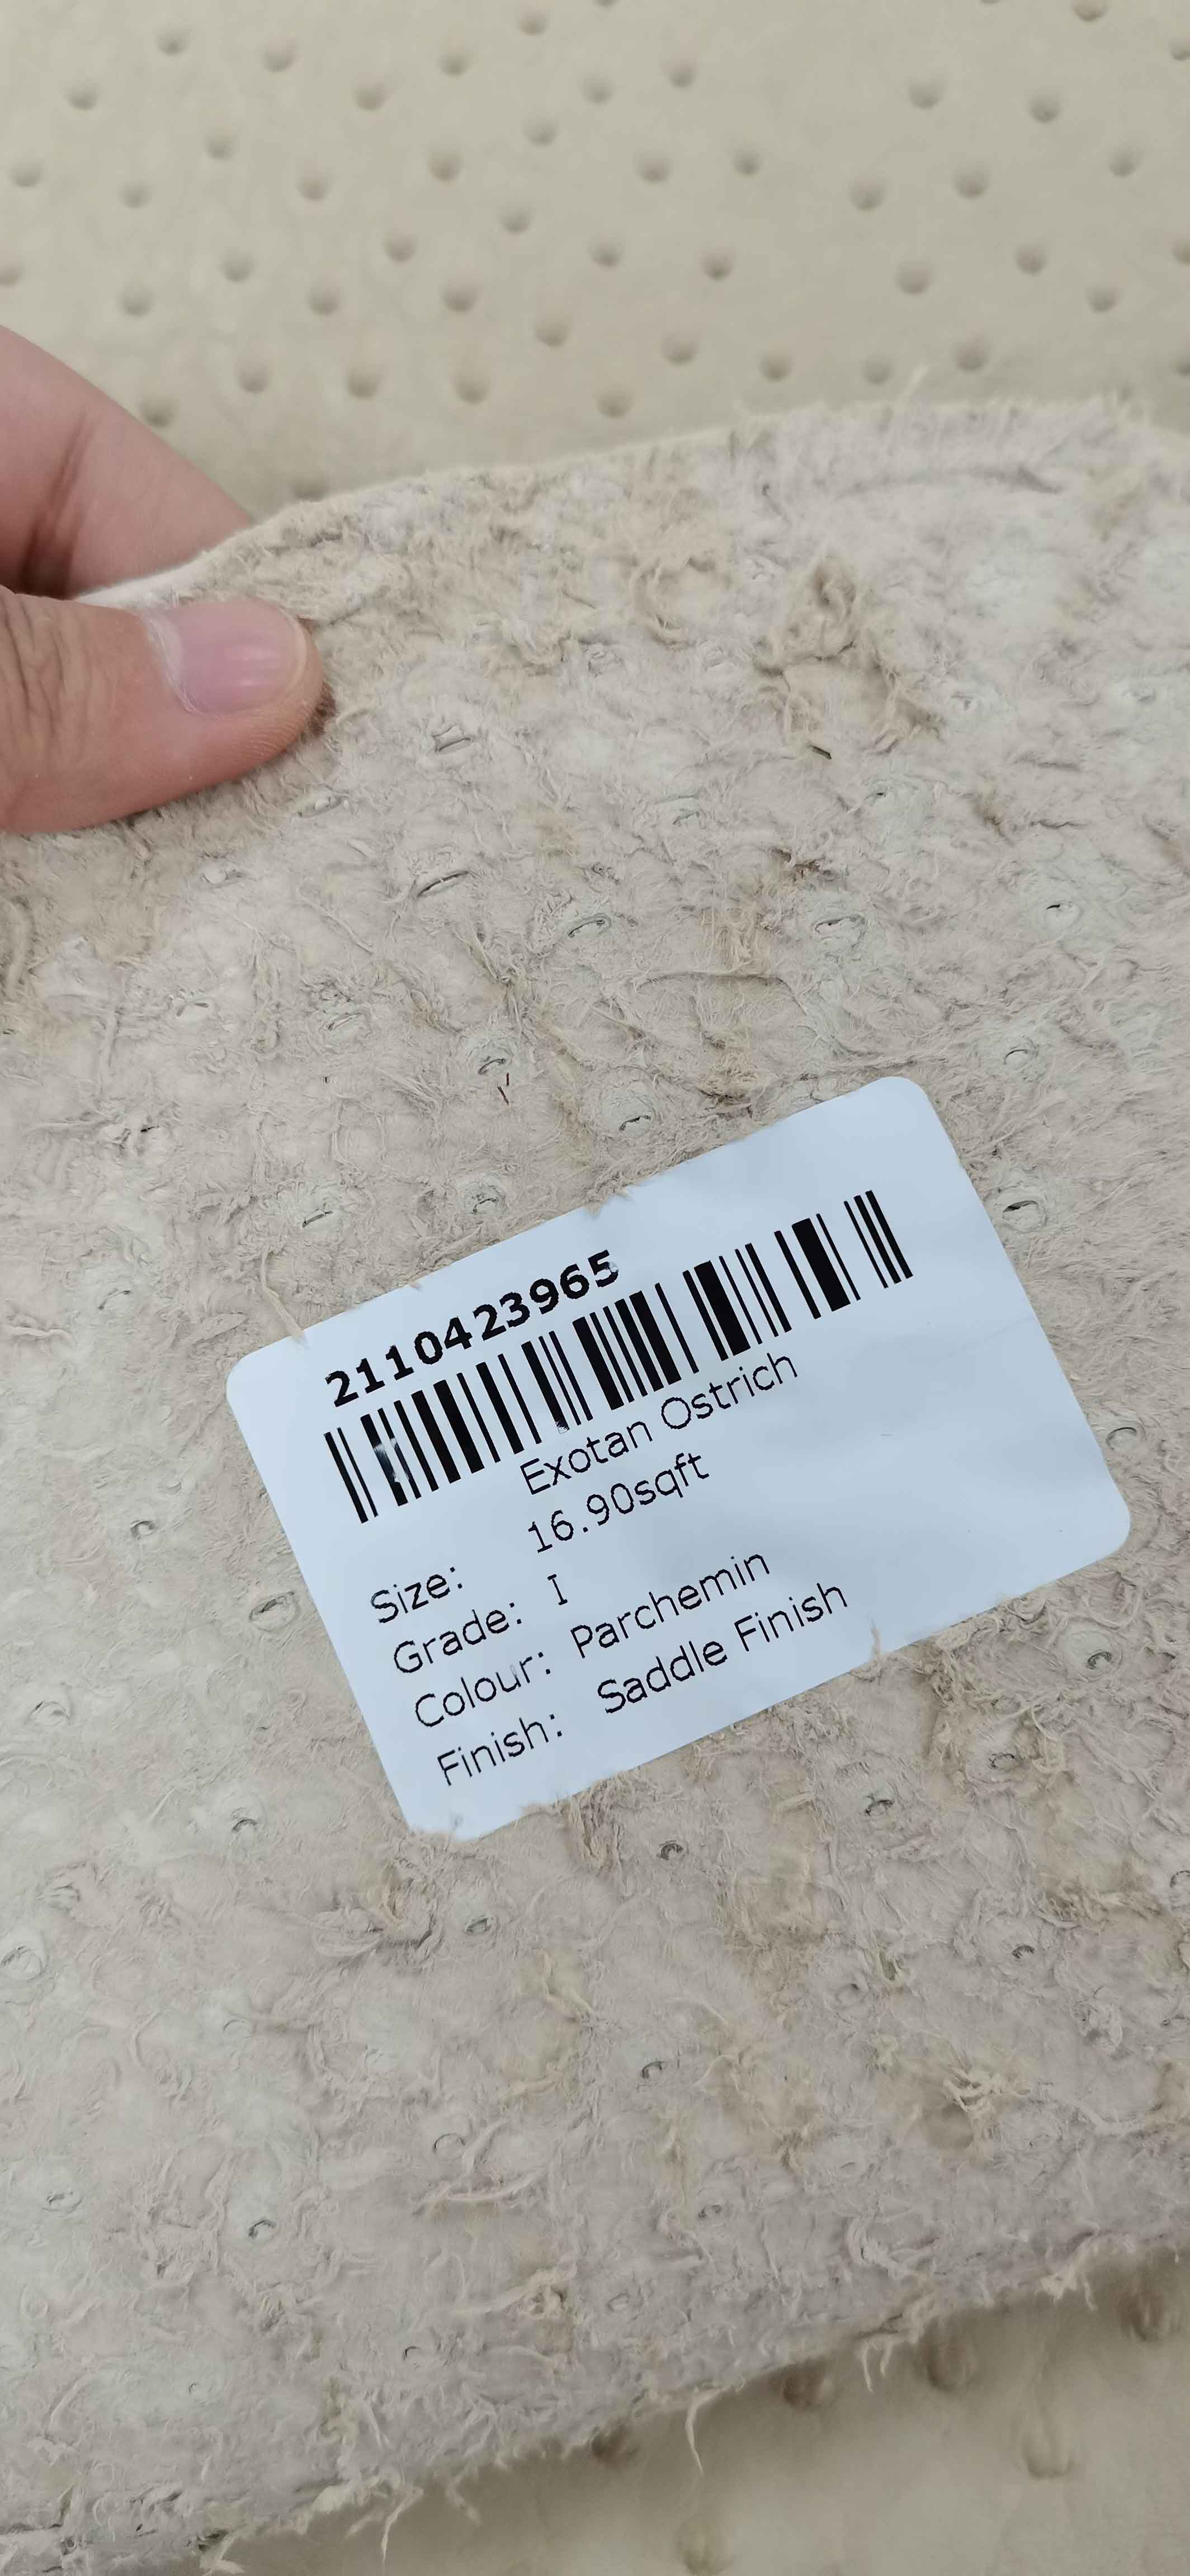 2110423965
Exotan Ostrich
Size: 16.90sqft
Grade: I
Colour: Parchemin
Finish: Saddle Finish